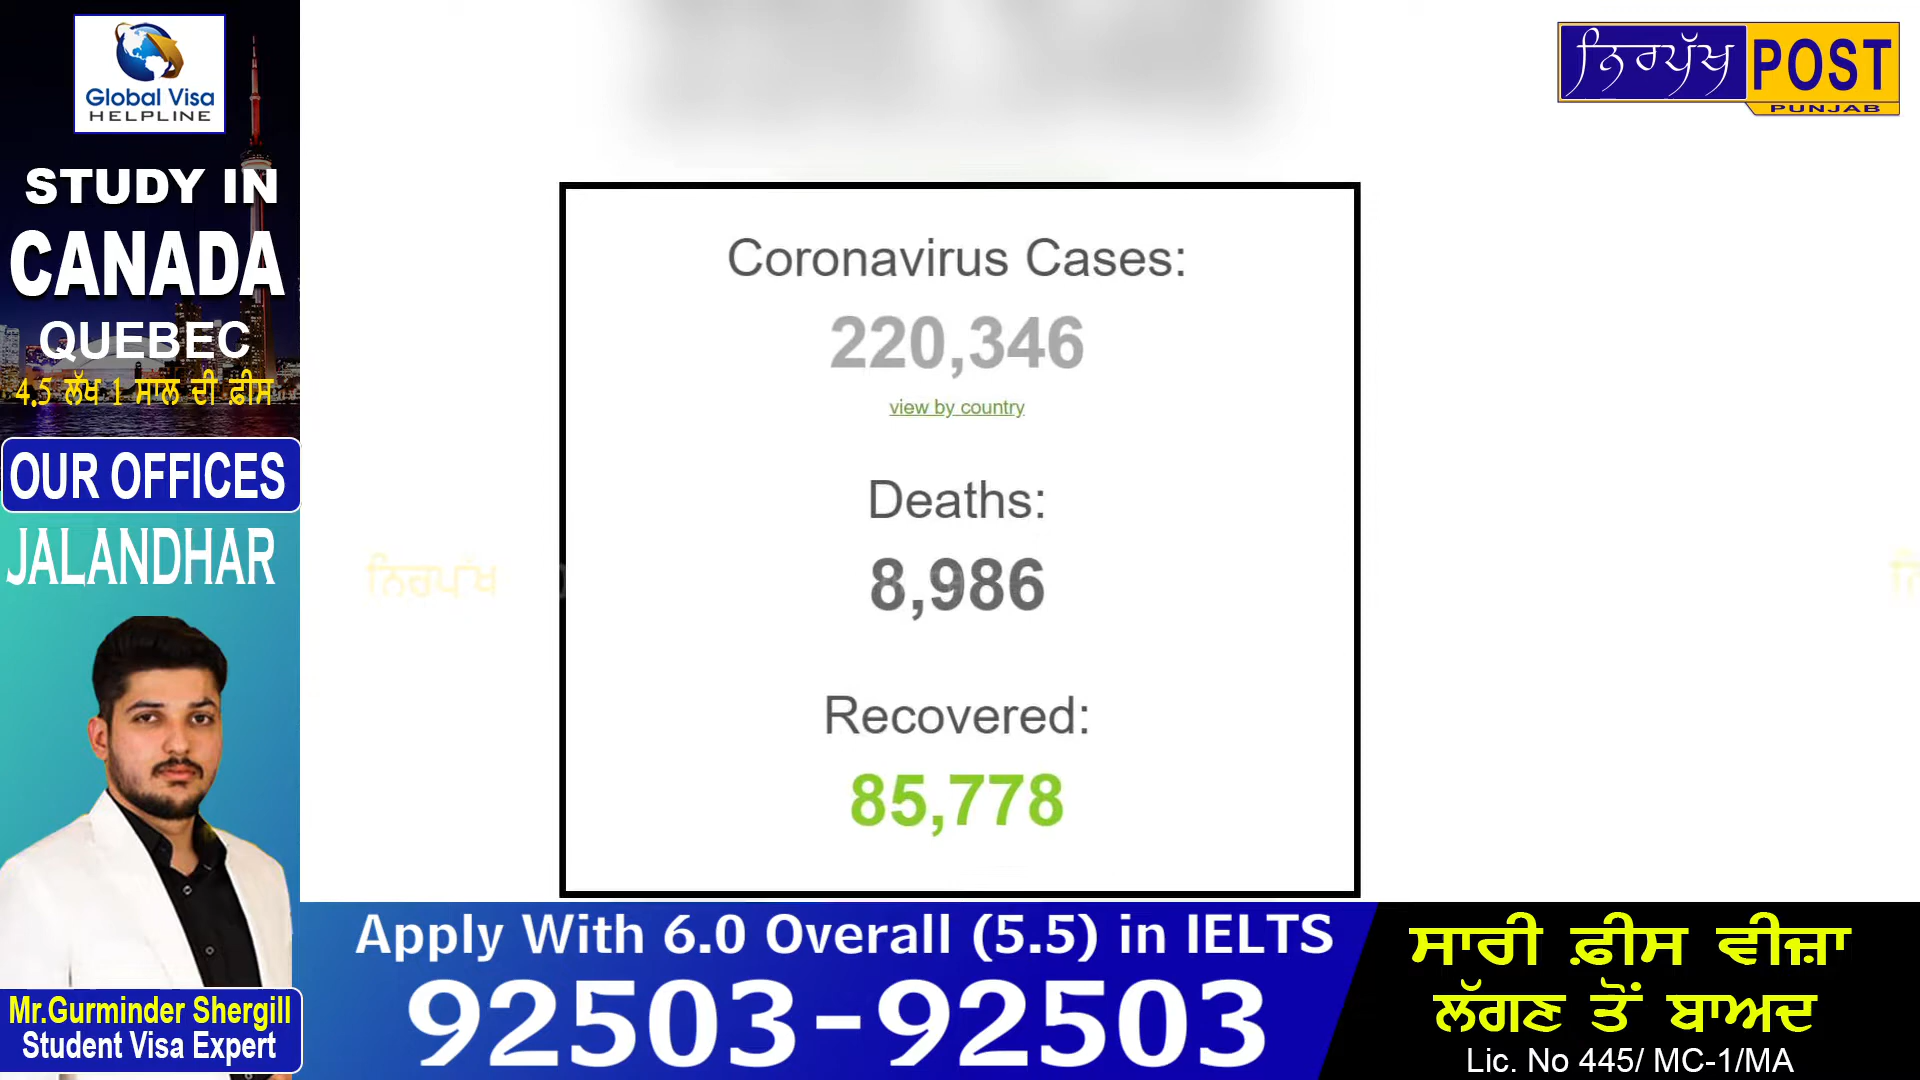 Global Visa
HELPLINE
STUDY IN
CANADA
QUEBEC
4.5 ਲੱਖ 1 ਸਾਲ ਦੀ ਫ਼ੀਸ
OUR OFFICES
JALANDHAR
Mr.Gurminder Shergill
Student Visa Expert
ਨਿਰਪੱਖ POST
PUNJAB
Coronavirus Cases:
220,346
view by country
Deaths:
8,986
Recovered:
85,778
ਨਿਰਪੱਖ
Apply With 6.0 Overall (5.5) in IELTS
92503-92503
ਸਾਰੀ ਫ਼ੀਸ ਵੀਜ਼ਾ
ਲੱਗਣ ਤੋਂ ਬਾਅਦ
Lic. No 445/ MC-1/MA